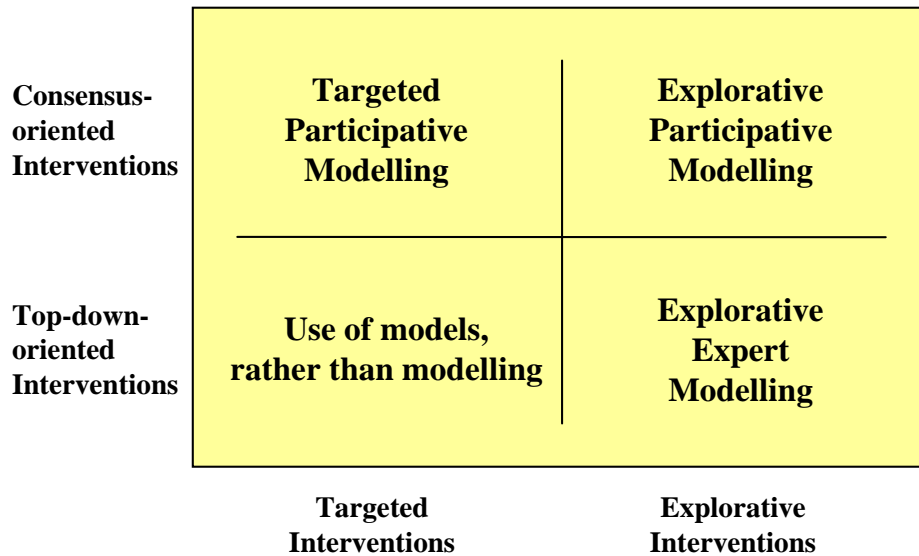 Consensus-
oriented
Interventions
Targeted
Participative
Modelling
Explorative
Participative
Modelling
Top-down-
oriented
Interventions
Use of models,
rather than modelling
Explorative
Expert
Modelling
Targeted
Interventions
Explorative
Interventions